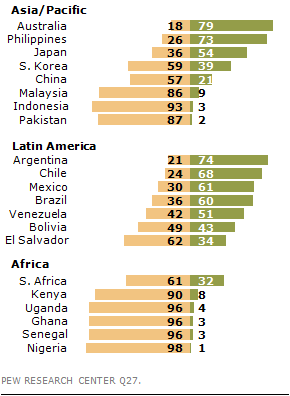 Asia/Pacific
Australia 18 79
Philippines 26 73
Japan 36 54
S. Korea 59 39
China 57 21
Malaysia 86 9
Indonesia 93 3
Pakistan 87 2
Latin America
Argentina 21 74
Chile 24 68
Mexico 30 61
Brazil 36 60
Venezuela 42 51
Bolivia 49 43
El Salvador 62 34
Africa
S. Africa 61 32
Kenya 90 8
Uganda 96 4
Ghana 96 3
Senegal 96 3
Nigeria 98 1
PEW RESEARCH CENTER Q27.